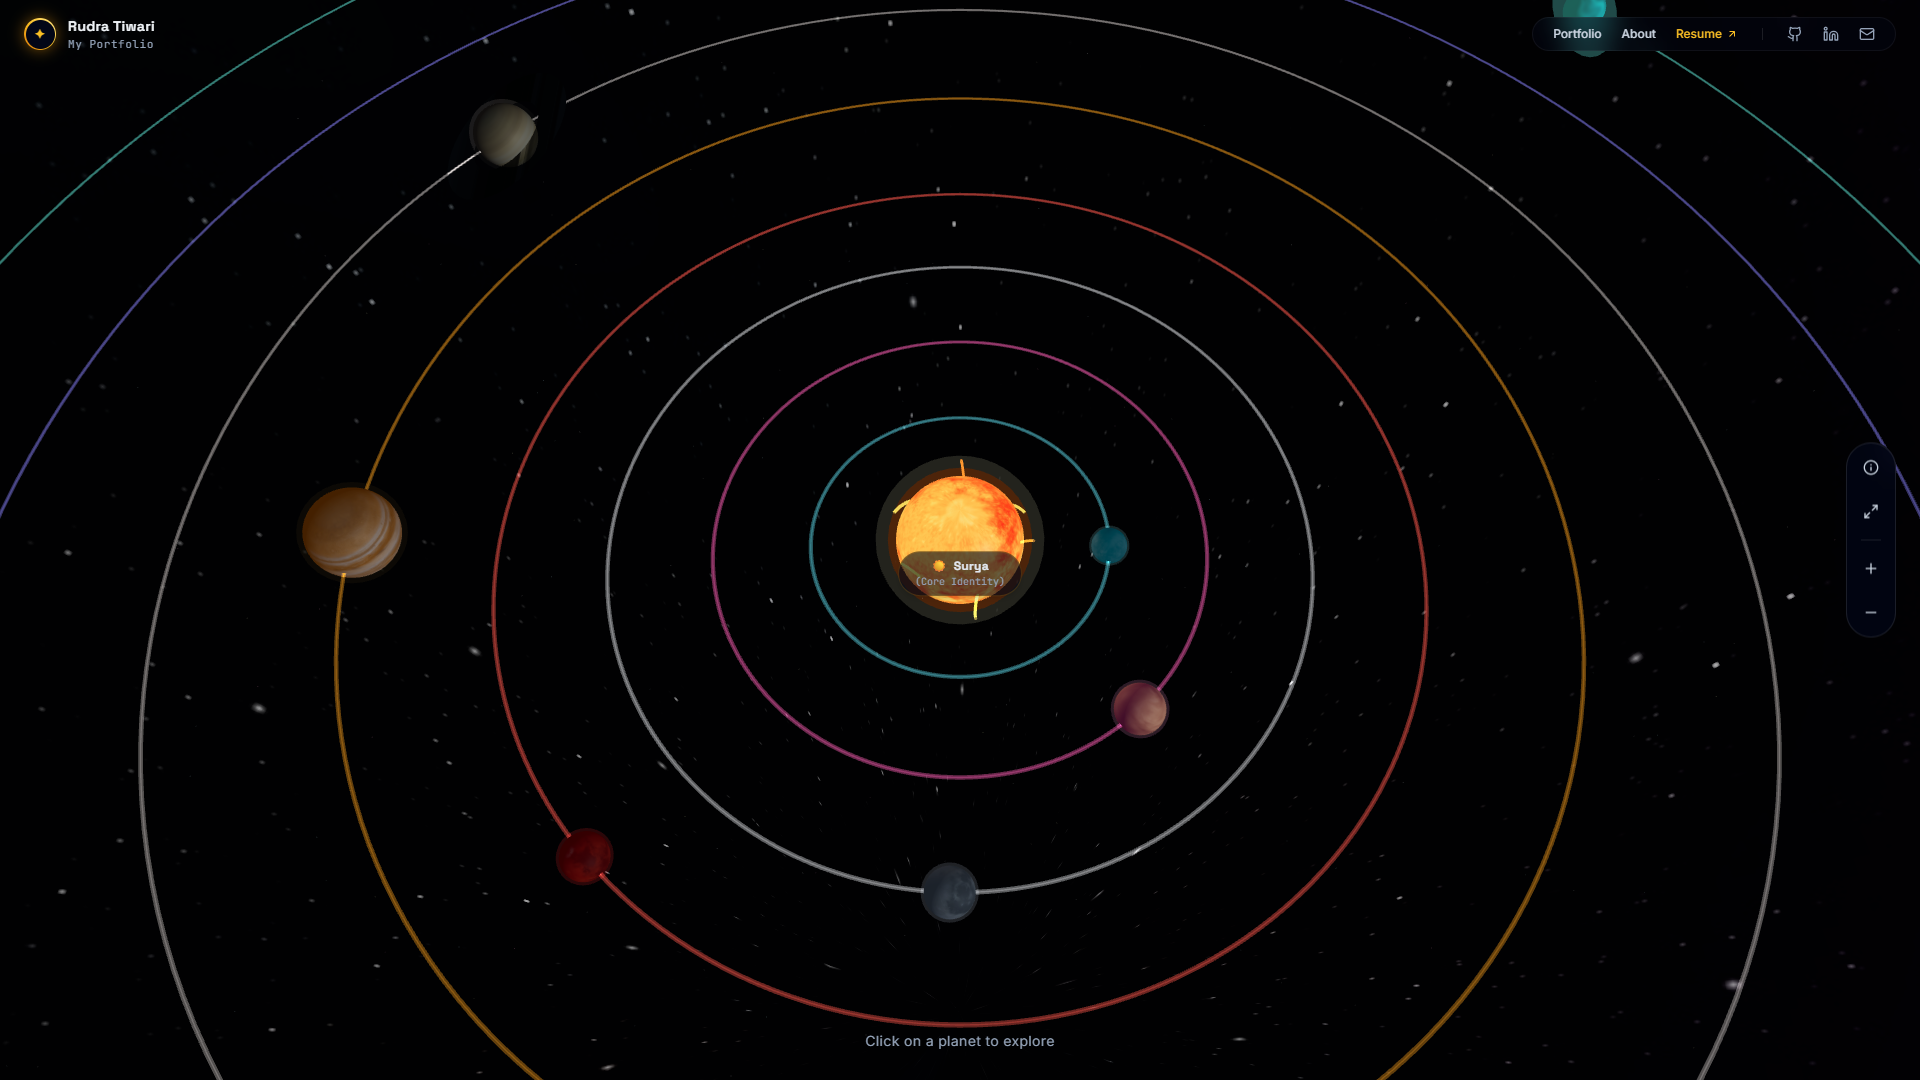 Rudra Tiwari
My Portfolio
Portfolio
About
Resume ↗
Surya
(Core Identity)
Click on a planet to explore